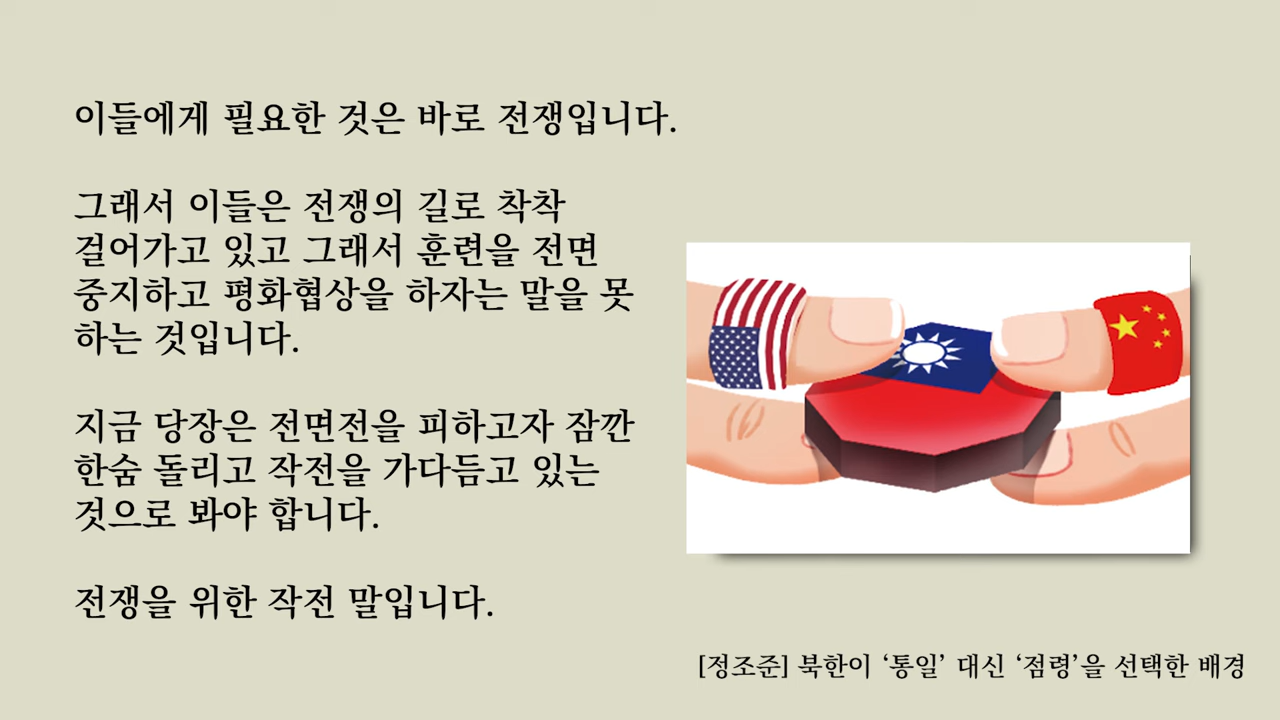 이들에게 필요한 것은 바로 전쟁입니다.
그래서 이들은 전쟁의 길로 착착
걸어가고 있고 그래서 훈련을 전면
중지하고 평화협상을 하자는 말을 못
하는 것입니다.
지금 당장은 전면전을 피하고자 잠깐
한숨 돌리고 작전을 가다듬고 있는
것으로 봐야 합니다.
전쟁을 위한 작전 말입니다.
[정조준] 북한이 ‘통일’ 대신 ‘점령’을 선택한 배경